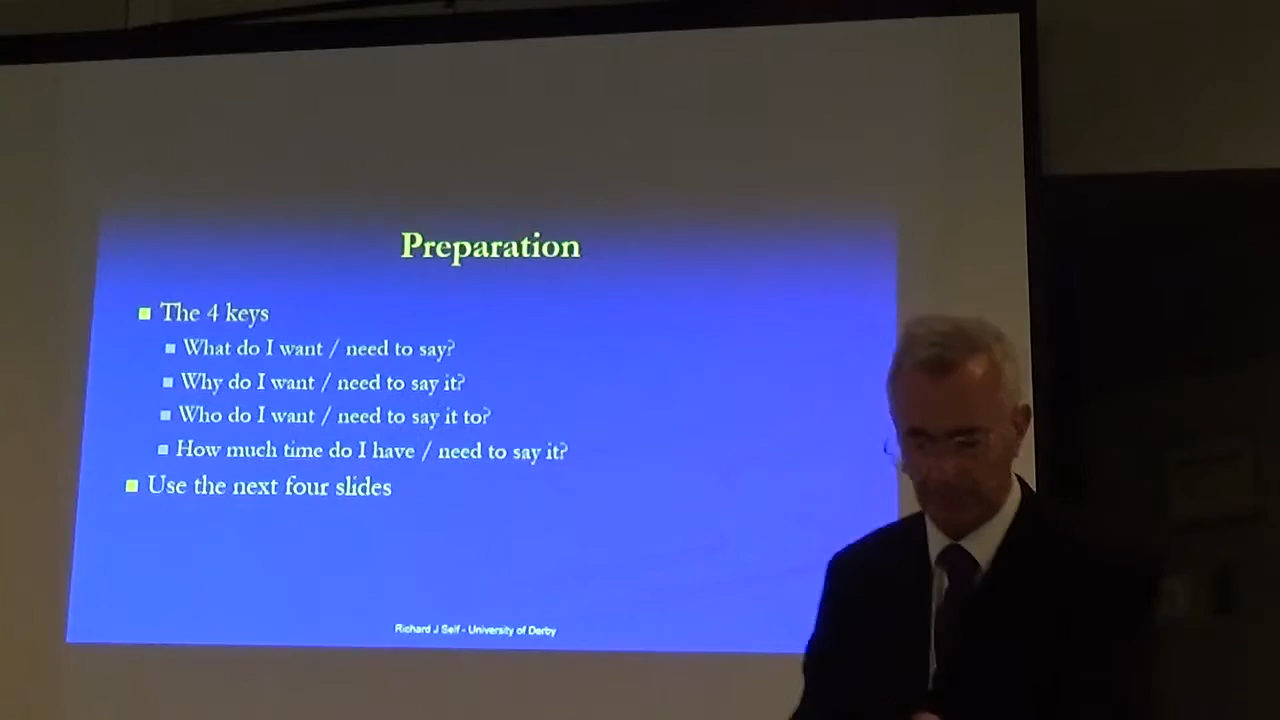 Preparation
The 4 keys
What do I want / need to say?
Why do I want / need to say it?
Who do I want / need to say it to?
How much time do I have / need to say it?
Use the next four slides
Richard J Self - University of Derby